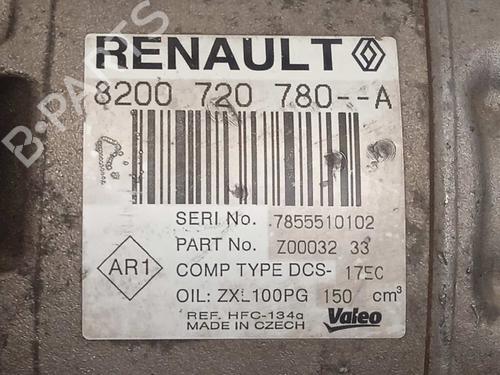 RENAULT
8200 720 780--A
SERI No. 7855510102
PART No. Z00032 33
AR1
COMP TYPE DCS-17EC
OIL: ZXL100PG 150 cm³
REF. HFC-134a
MADE IN CZECH
Valeo
B-PARTS